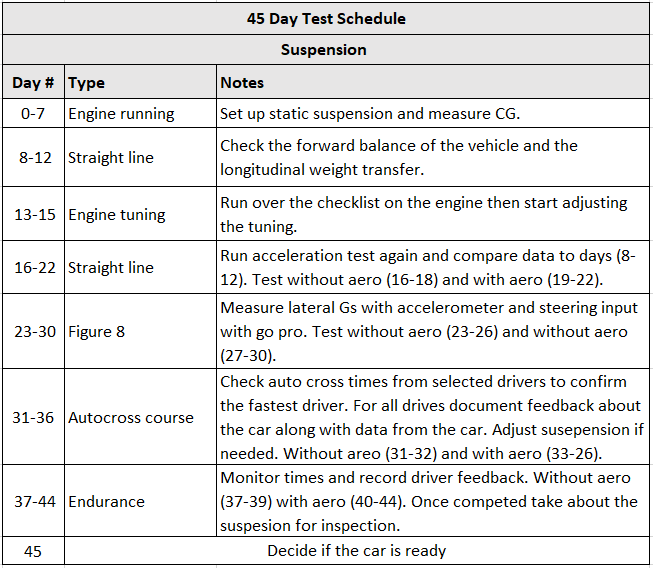 45 Day Test Schedule
Suspension
Day # Type Notes
0-7 Engine running Set up static suspension and measure CG.
8-12 Straight line Check the forward balance of the vehicle and the
longitudinal weight transfer.
13-15 Engine tuning Run over the checklist on the engine then start adjusting
the tuning.
16-22 Straight line Run acceleration test again and compare data to days (8-
12). Test without aero (16-18) and with aero (19-22).
23-30 Figure 8 Measure lateral Gs with accelerometer and steering input
with go pro. Test without aero (23-26) and without aero
(27-30).
31-36 Autocross course Check auto cross times from selected drivers to confirm
the fastest driver. For all drives document feedback about
the car along with data from the car. Adjust susepension if
needed. Without areo (31-32) and with aero (33-26).
37-44 Endurance Monitor times and record driver feedback. Without aero
(37-39) with aero (40-44). Once competed take about the
suspesion for inspection.
45 Decide if the car is ready